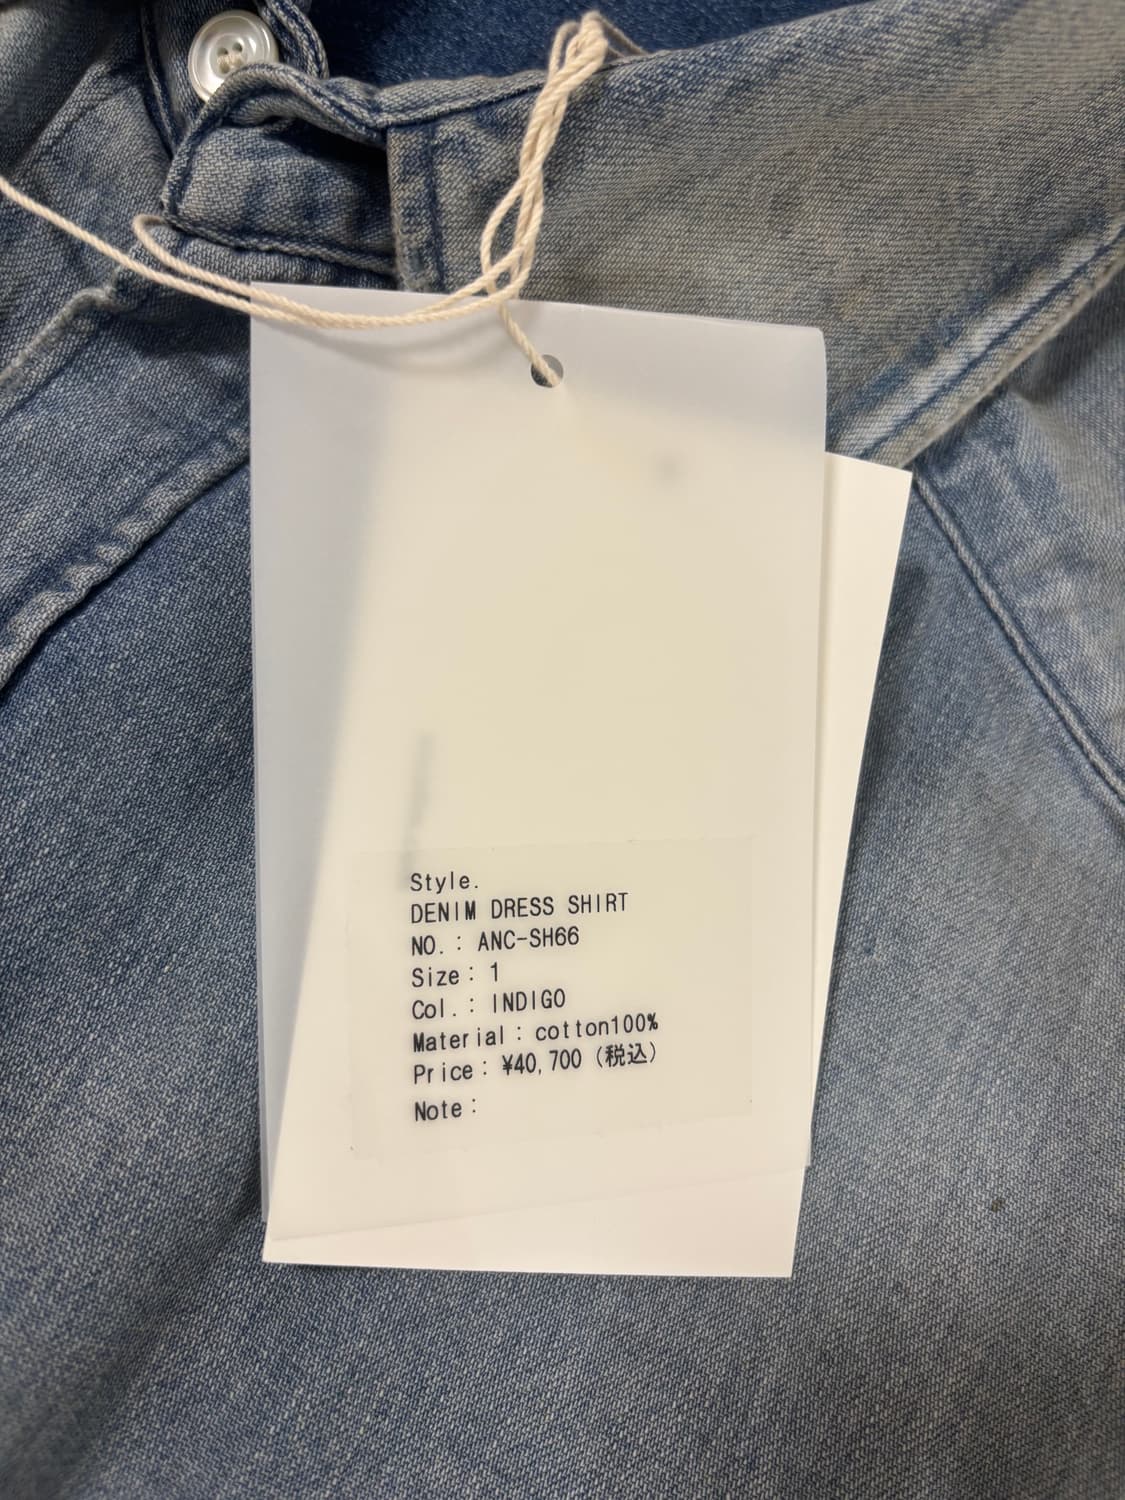 Style.
DENIM DRESS SHIRT
NO.: ANC-SH66
Size: 1
Col.: INDIGO
Material: cotton100%
Price: ¥40,700 (税込)
Note: